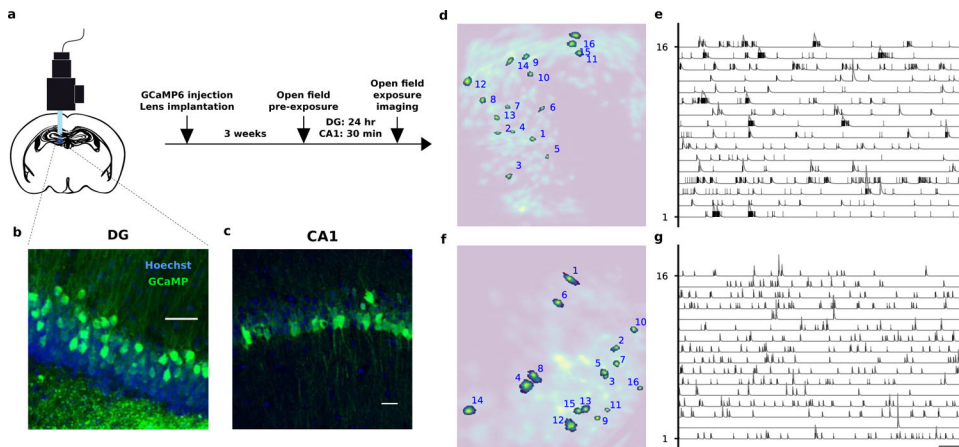 a
GCaMP6 injection
Lens implantation
3 weeks
Open field
pre-exposure
DG: 24 hr
CA1: 30 min
Open field
exposure
imaging
b
DG
Hoechst
GCaMP
c
CA1
d
16
15
11
9
14
10
12
8
7
6
13
2
4
1
5
3
e
16
1
f
1
6
10
2
7
8
5
4
3
16
14
15
13
11
12
9
g
16
1